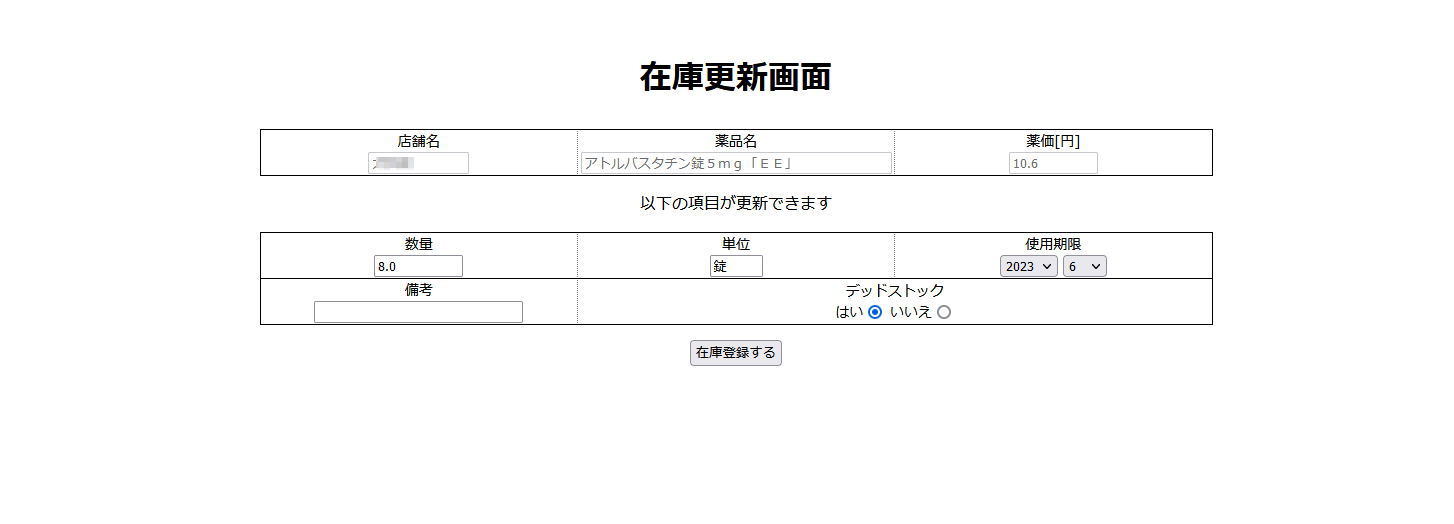 在庫更新画面
店舗名 薬品名 薬価[円]
アトルバスタチン錠５ｍｇ「ＥＥ」 10.6
以下の項目が更新できます
数量 単位 使用期限
8.0 錠 2023 6
備考 デッドストック
はい いいえ
在庫登録する